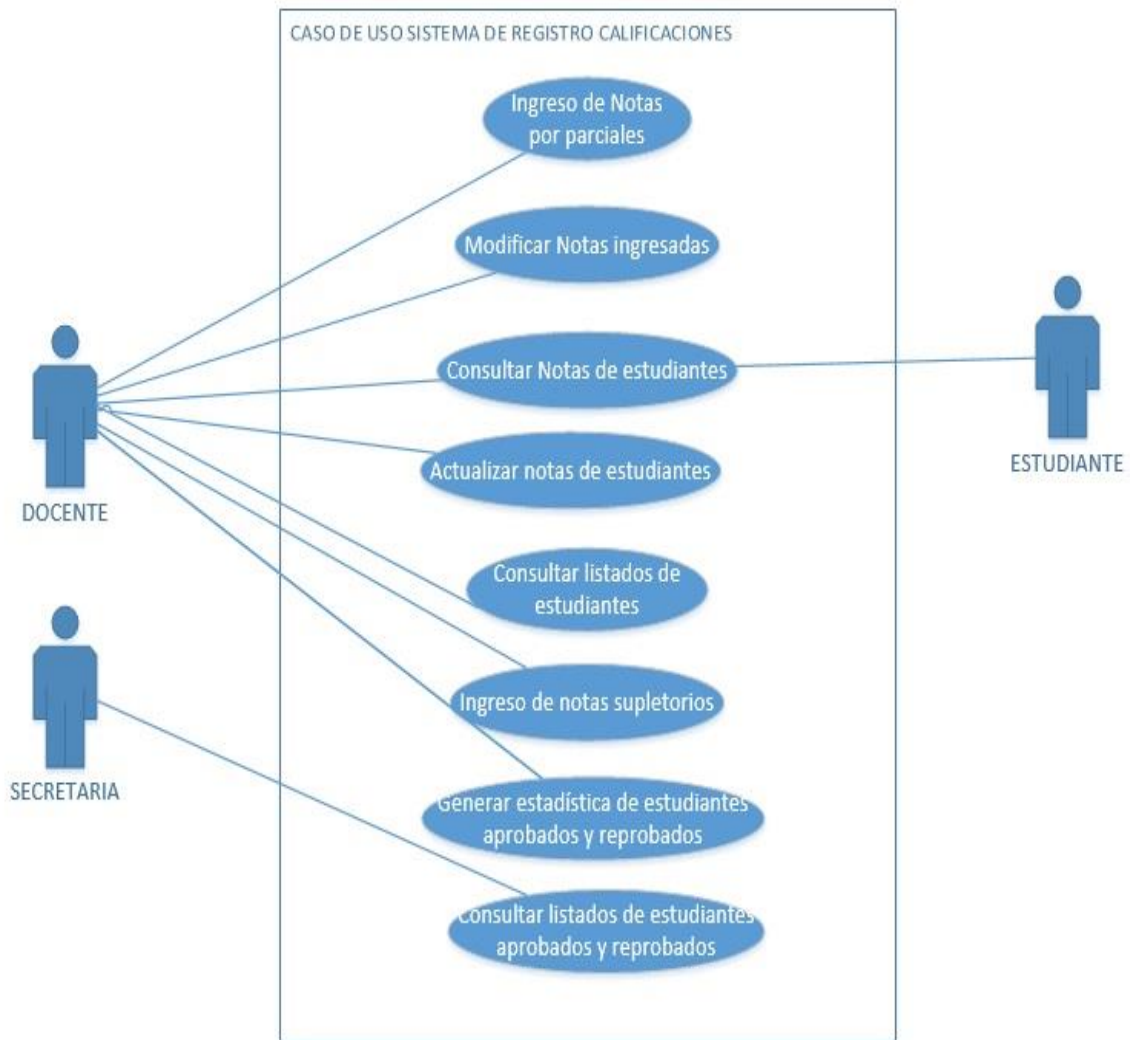 CASO DE USO SISTEMA DE REGISTRO CALIFICACIONES
Ingreso de Notas
por parciales
Modificar Notas ingresadas
Consultar Notas de estudiantes
Actualizar notas de estudiantes
ESTUDIANTE
DOCENTE
Consultar listados de
estudiantes
Ingreso de notas supletorios
SECRETARIA
Generar estadística de estudiantes
aprobados y reprobados
Consultar listados de estudiantes
aprobados y reprobados